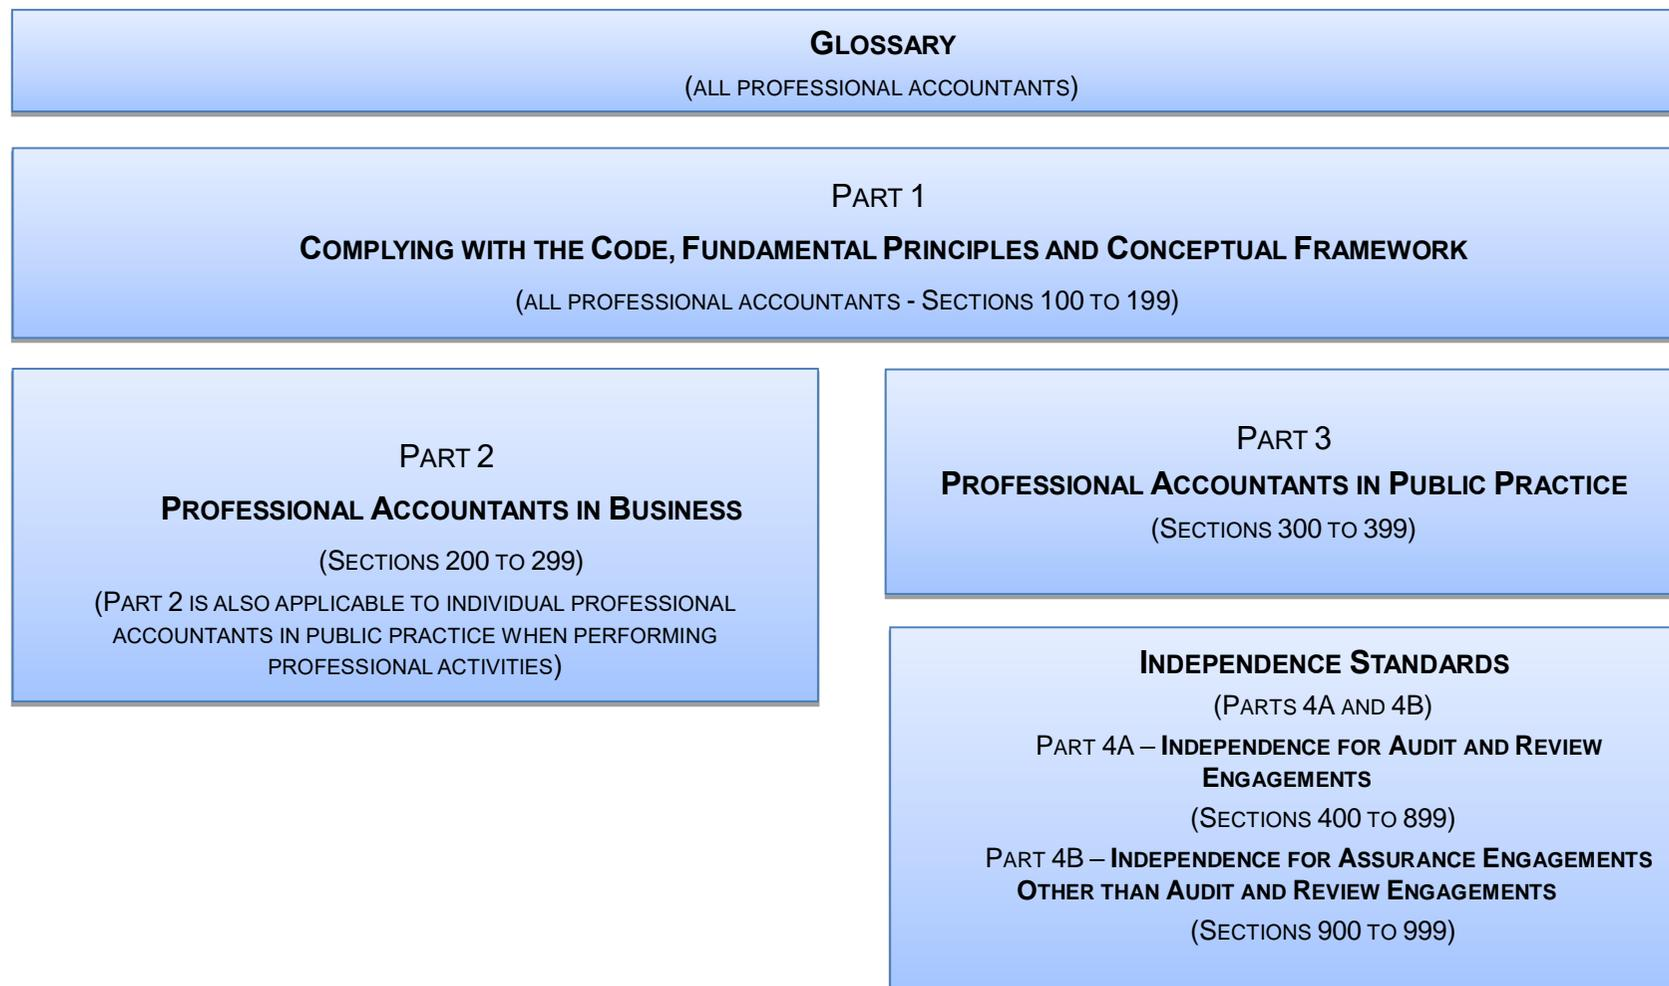 GLOSSARY
(ALL PROFESSIONAL ACCOUNTANTS)
PART 1
COMPLYING WITH THE CODE, FUNDAMENTAL PRINCIPLES AND CONCEPTUAL FRAMEWORK
(ALL PROFESSIONAL ACCOUNTANTS - SECTIONS 100 TO 199)
PART 2
PROFESSIONAL ACCOUNTANTS IN BUSINESS
(SECTIONS 200 TO 299)
(PART 2 IS ALSO APPLICABLE TO INDIVIDUAL PROFESSIONAL
ACCOUNTANTS IN PUBLIC PRACTICE WHEN PERFORMING
PROFESSIONAL ACTIVITIES)
PART 3
PROFESSIONAL ACCOUNTANTS IN PUBLIC PRACTICE
(SECTIONS 300 TO 399)
INDEPENDENCE STANDARDS
(PARTS 4A AND 4B)
PART 4A – INDEPENDENCE FOR AUDIT AND REVIEW
ENGAGEMENTS
(SECTIONS 400 TO 899)
PART 4B – INDEPENDENCE FOR ASSURANCE ENGAGEMENTS
OTHER THAN AUDIT AND REVIEW ENGAGEMENTS
(SECTIONS 900 TO 999)